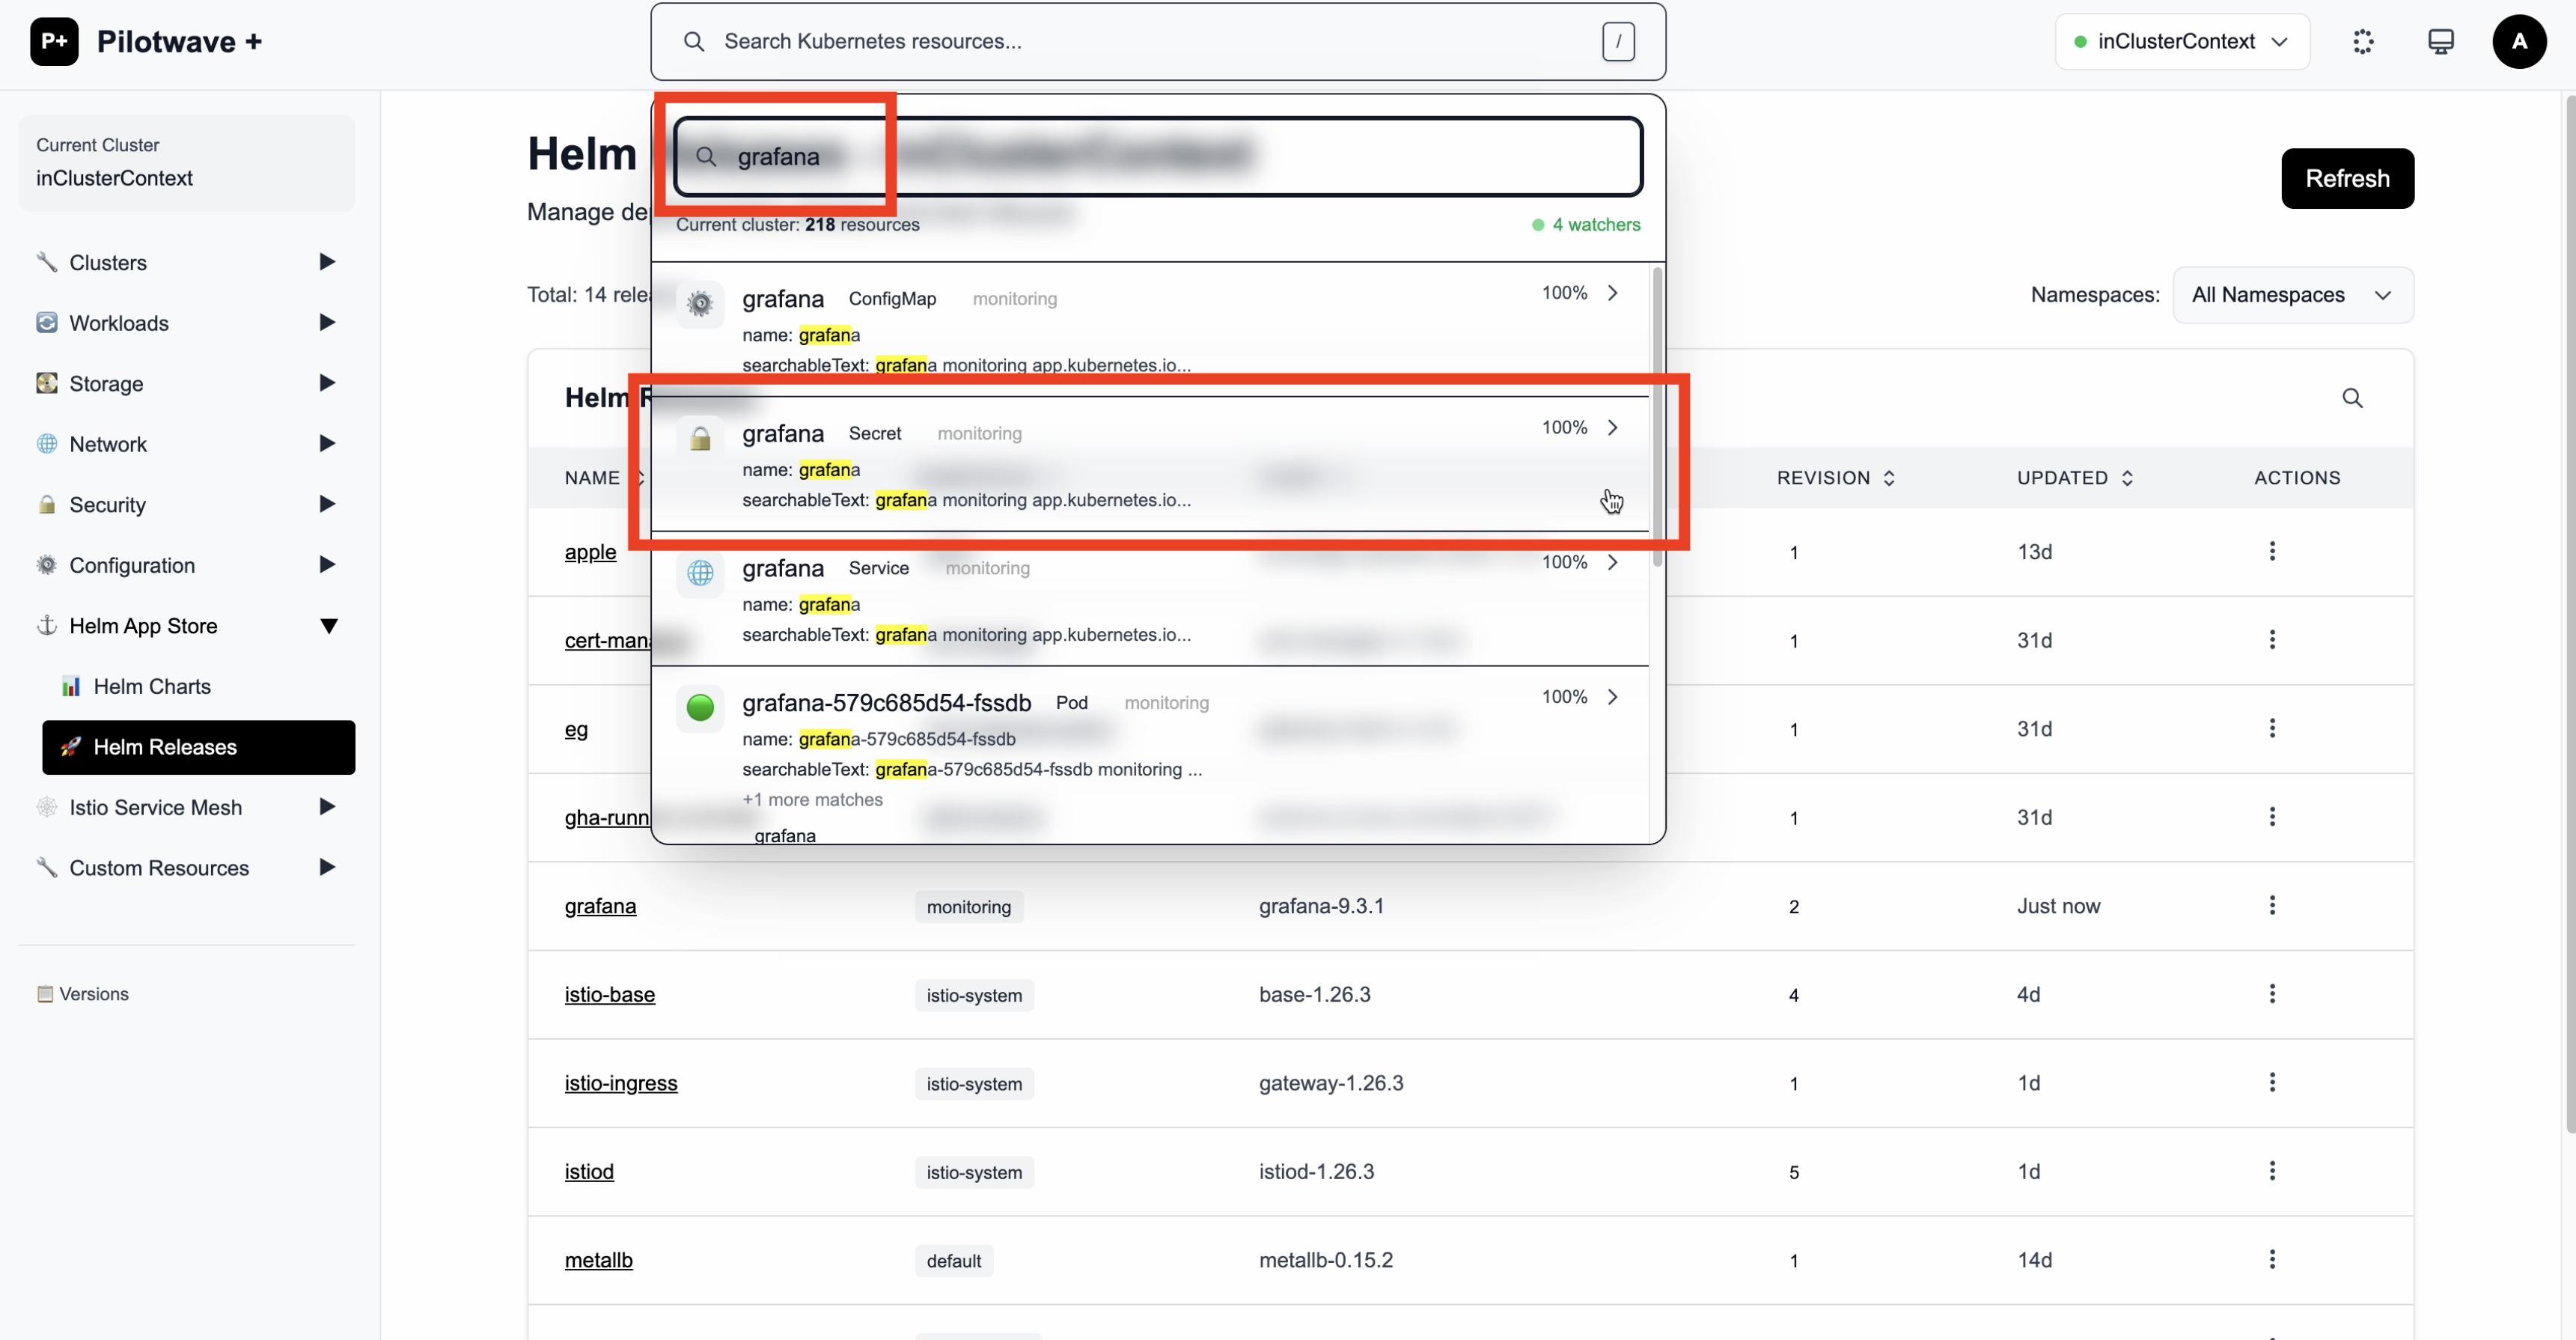 P+ Pilotwave +
Search Kubernetes resources... /
inClusterContext
A
Current Cluster
inClusterContext
Clusters
Workloads
Storage
Network
Security
Configuration
Helm App Store
Helm Charts
Helm Releases
Istio Service Mesh
Custom Resources
Versions
Helm
Manage
Refresh
Total: 14
Namespaces: All Namespaces
grafana
Current cluster: 218 resources
4 watchers
grafana ConfigMap monitoring 100%
name: grafana
searchableText: grafana monitoring app.kubernetes.io...
grafana Secret monitoring 100%
name: grafana
searchableText: grafana monitoring app.kubernetes.io...
grafana Service monitoring 100%
name: grafana
searchableText: grafana monitoring app.kubernetes.io...
grafana-579c685d54-fssdb Pod monitoring 100%
name: grafana-579c685d54-fssdb
searchableText: grafana-579c685d54-fssdb monitoring ...
+1 more matches
grafana
Helm
NAME REVISION UPDATED ACTIONS
apple 1 13d
cert-man 1 31d
eg 1 31d
gha-runn 1 31d
grafana monitoring grafana-9.3.1 2 Just now
istio-base istio-system base-1.26.3 4 4d
istio-ingress istio-system gateway-1.26.3 1 1d
istiod istio-system istiod-1.26.3 5 1d
metallb default metallb-0.15.2 1 14d